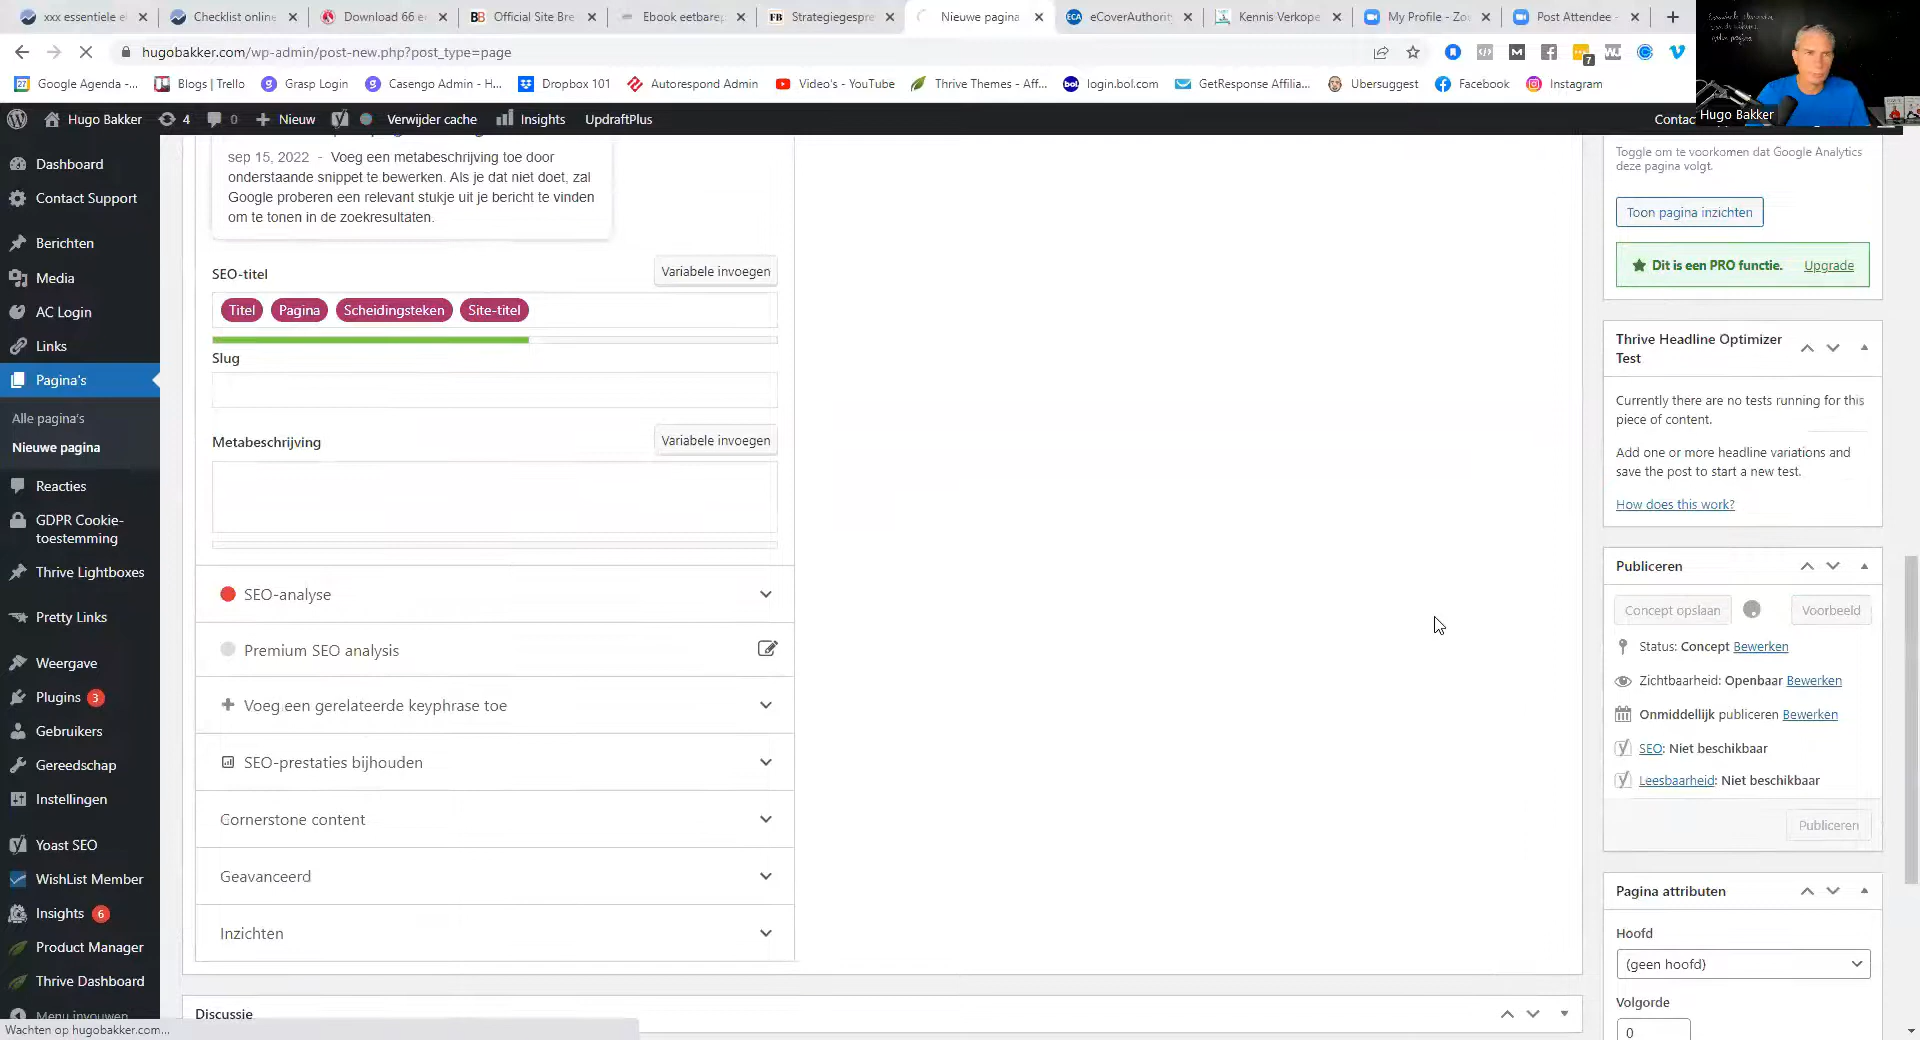 xxx essentiele el
Checklist online
Download 66 ee
Official Site Bre
Ebook eetbare p
Strategiegespre
Nieuwe pagina
eCoverAuthority
Kennis Verkope
My Profile - Zoo
Post Attendee -
hugobakker.com/wp-admin/post-new.php?post_type=page
7
Google Agenda -...
Blogs | Trello
Grasp Login
Casengo Admin - H...
Dropbox 101
Autorespond Admin
Video's - YouTube
Thrive Themes - Aff...
login.bol.com
GetResponse Affilia...
Ubersuggest
Facebook
Instagram
Hugo Bakker
Hugo Bakker
4
0
Nieuw
Verwijder cache
Insights
UpdraftPlus
Dashboard
Contact Support
Berichten
Media
AC Login
Links
Pagina's
Alle pagina's
Nieuwe pagina
Reacties
GDPR Cookie-
toestemming
Thrive Lightboxes
Pretty Links
Weergave
Plugins 3
Gebruikers
Gereedschap
Instellingen
Yoast SEO
WishList Member
Insights 6
Product Manager
Thrive Dashboard
Menu invouwen
Wachten op hugobakker.com...
sep 15, 2022 - Voeg een metabeschrijving toe door
onderstaande snippet te bewerken. Als je dat niet doet, zal
Google proberen een relevant stukje uit je bericht te vinden
om te tonen in de zoekresultaten.
SEO-titel
Variabele invoegen
Titel Pagina Scheidingsteken Site-titel
Slug
Metabeschrijving
Variabele invoegen
SEO-analyse
Premium SEO analysis
Voeg een gerelateerde keyphrase toe
SEO-prestaties bijhouden
Cornerstone content
Geavanceerd
Inzichten
Discussie
Toggle om te voorkomen dat Google Analytics
deze pagina volgt.
Toon pagina inzichten
Dit is een PRO functie. Upgrade
Thrive Headline Optimizer
Test
Currently there are no tests running for this
piece of content.
Add one or more headline variations and
save the post to start a new test.
How does this work?
Publiceren
Concept opslaan
Voorbeeld
Status: Concept Bewerken
Zichtbaarheid: Openbaar Bewerken
Onmiddellijk publiceren Bewerken
SEO: Niet beschikbaar
Leesbaarheid: Niet beschikbaar
Publiceren
Pagina attributen
Hoofd
(geen hoofd)
Volgorde
0